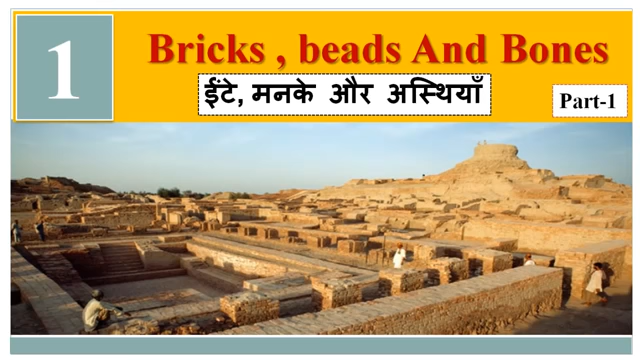 1
Bricks , beads And Bones
ईंटे, मनके और अस्थियाँ
Part-1